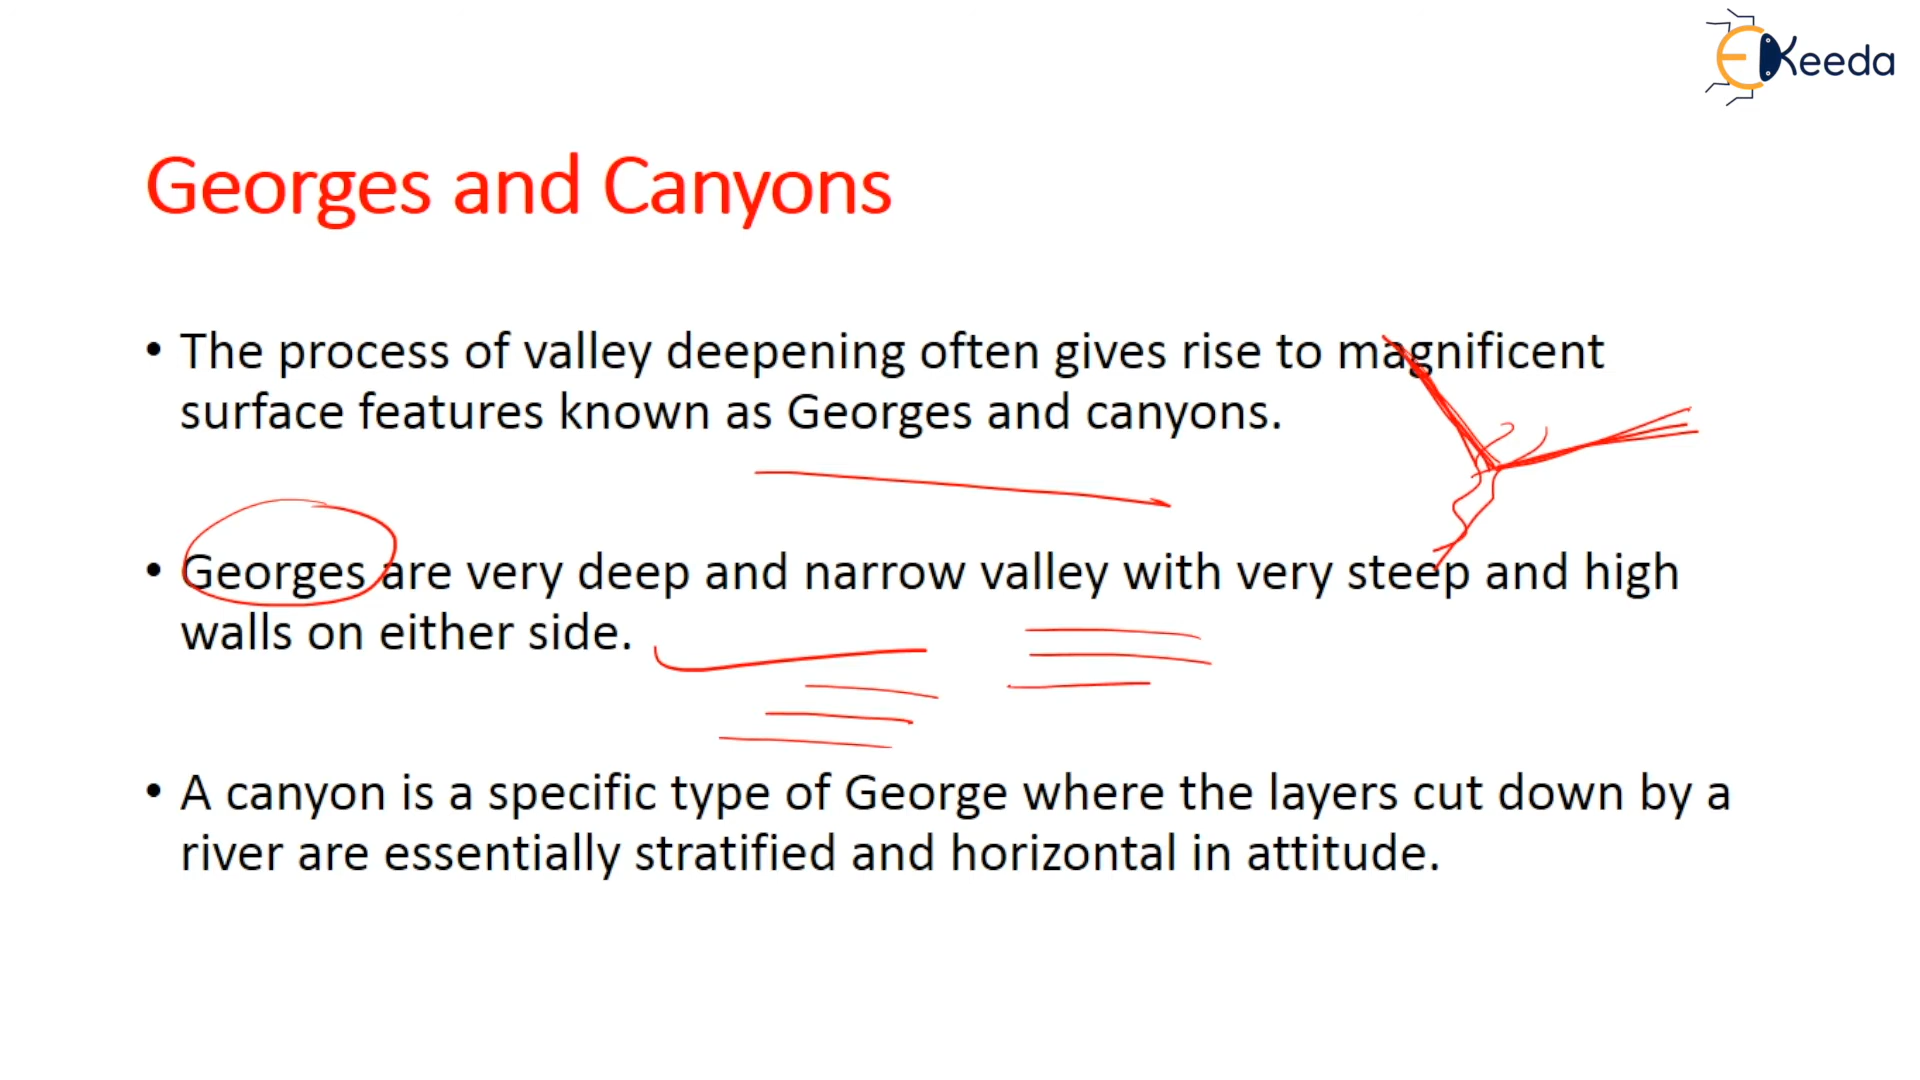 EKeeda
Georges and Canyons
• The process of valley deepening often gives rise to magnificent
surface features known as Georges and canyons.
• Georges are very deep and narrow valley with very steep and high
walls on either side.
• A canyon is a specific type of George where the layers cut down by a
river are essentially stratified and horizontal in attitude.